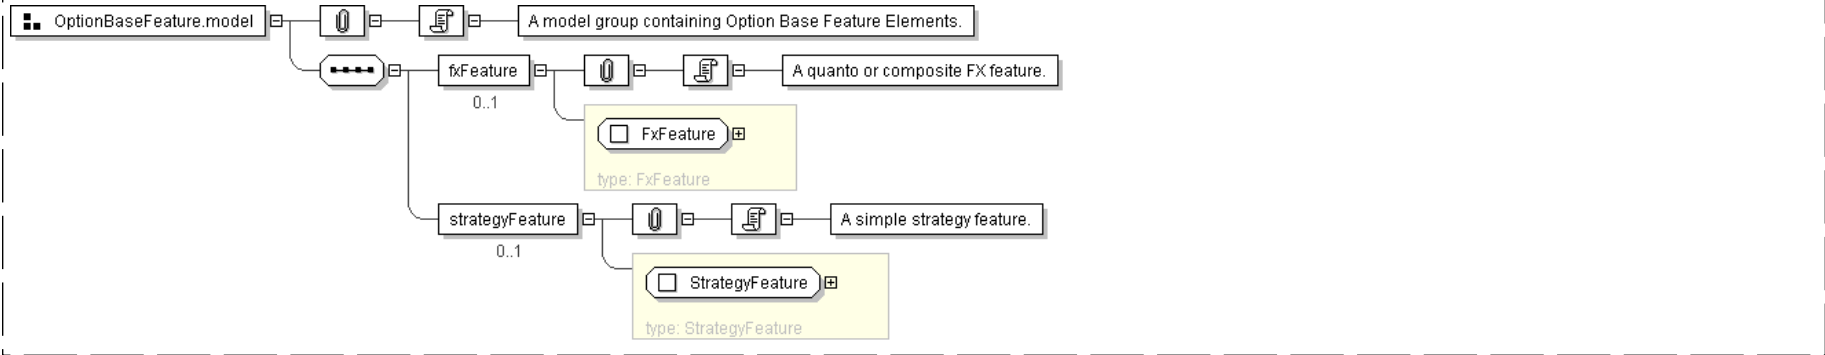 OptionBaseFeature.model
A model group containing Option Base Feature Elements.
fxFeature
A quanto or composite FX feature.
0..1
FxFeature
type: FxFeature
strategyFeature
A simple strategy feature.
0..1
StrategyFeature
type: StrategyFeature